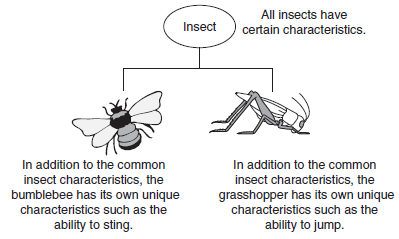 Insect
All insects have
certain characteristics.
In addition to the common
insect characteristics, the
bumblebee has its own unique
characteristics such as the
ability to sting.
In addition to the common
insect characteristics, the
grasshopper has its own unique
characteristics such as the
ability to jump.